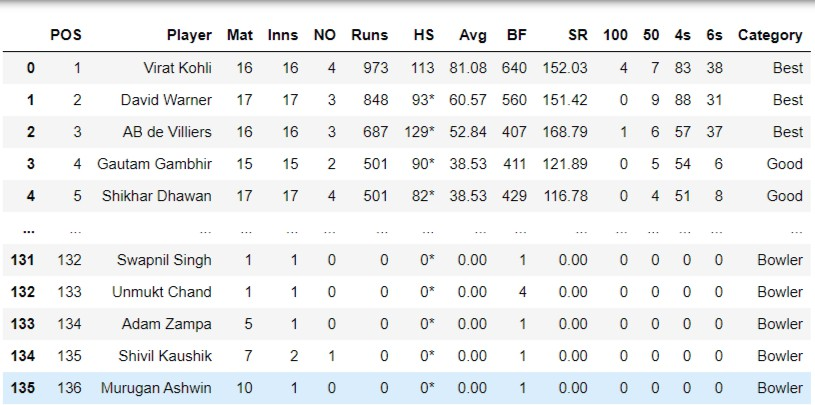 POS Player Mat Inns NO Runs HS Avg BF SR 100 50 4s 6s Category
0 1 Virat Kohli 16 16 4 973 113 81.08 640 152.03 4 7 83 38 Best
1 2 David Warner 17 17 3 848 93* 60.57 560 151.42 0 9 88 31 Best
2 3 AB de Villiers 16 16 3 687 129* 52.84 407 168.79 1 6 57 37 Best
3 4 Gautam Gambhir 15 15 2 501 90* 38.53 411 121.89 0 5 54 6 Good
4 5 Shikhar Dhawan 17 17 4 501 82* 38.53 429 116.78 0 4 51 8 Good
... ... ... ... ... ... ... ... ... ... ... ... ... ... ... ...
131 132 Swapnil Singh 1 1 0 0 0* 0.00 1 0.00 0 0 0 0 Bowler
132 133 Unmukt Chand 1 1 0 0 0* 0.00 4 0.00 0 0 0 0 Bowler
133 134 Adam Zampa 5 1 0 0 0* 0.00 1 0.00 0 0 0 0 Bowler
134 135 Shivil Kaushik 7 2 1 0 0* 0.00 1 0.00 0 0 0 0 Bowler
135 136 Murugan Ashwin 10 1 0 0 0* 0.00 1 0.00 0 0 0 0 Bowler